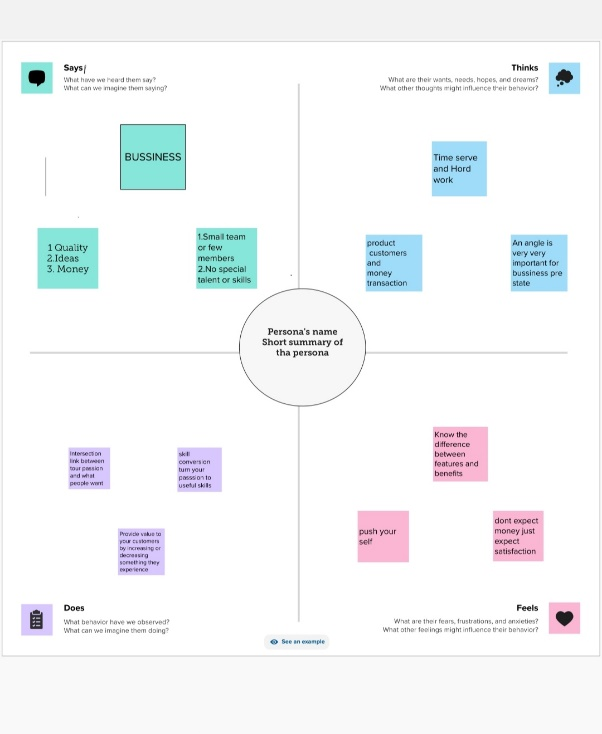 Says
What have we heard them say?
What can we imagine them saying?
Thinks
What are their wants, needs, hopes, and dreams?
What other thoughts might influence their behavior?
BUSSINESS
1 Quality
2.Ideas
3. Money
1.Small team
or few
members
2.No special
talent or skills
Time serve
and Hord
work
product
customers
and
money
transaction
An angle is
very very
important for
bussiness pre
state
Persona's name
Short summary of
tha persona
Intersection
link between
tour passion
and what
people want
skill
conversion
turn your
passsion to
useful skills
Provide value to
your customers
by increasing or
decreasing
something they
experience
Know the
difference
between
features and
benefits
push your
self
dont expect
money just
expect
satisfaction
Does
What behavior have we observed?
What can we imagine them doing?
Feels
What are their fears, frustrations, and anxieties?
What other feelings might influence their behavior?
See an example